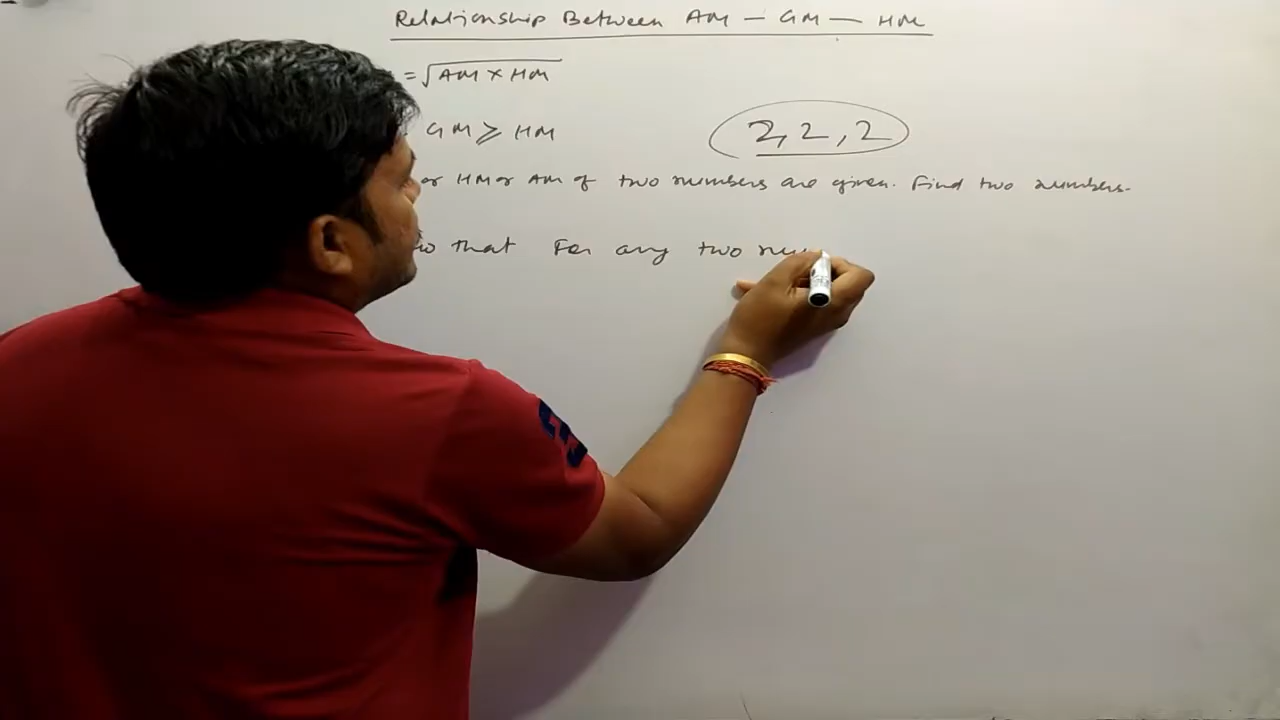 Relationship Between AM — GM — HM
= √AM × HM
GM ⩾ HM
2, 2, 2
or HM or AM of two numbers are given. Find two numbers.
that For any two